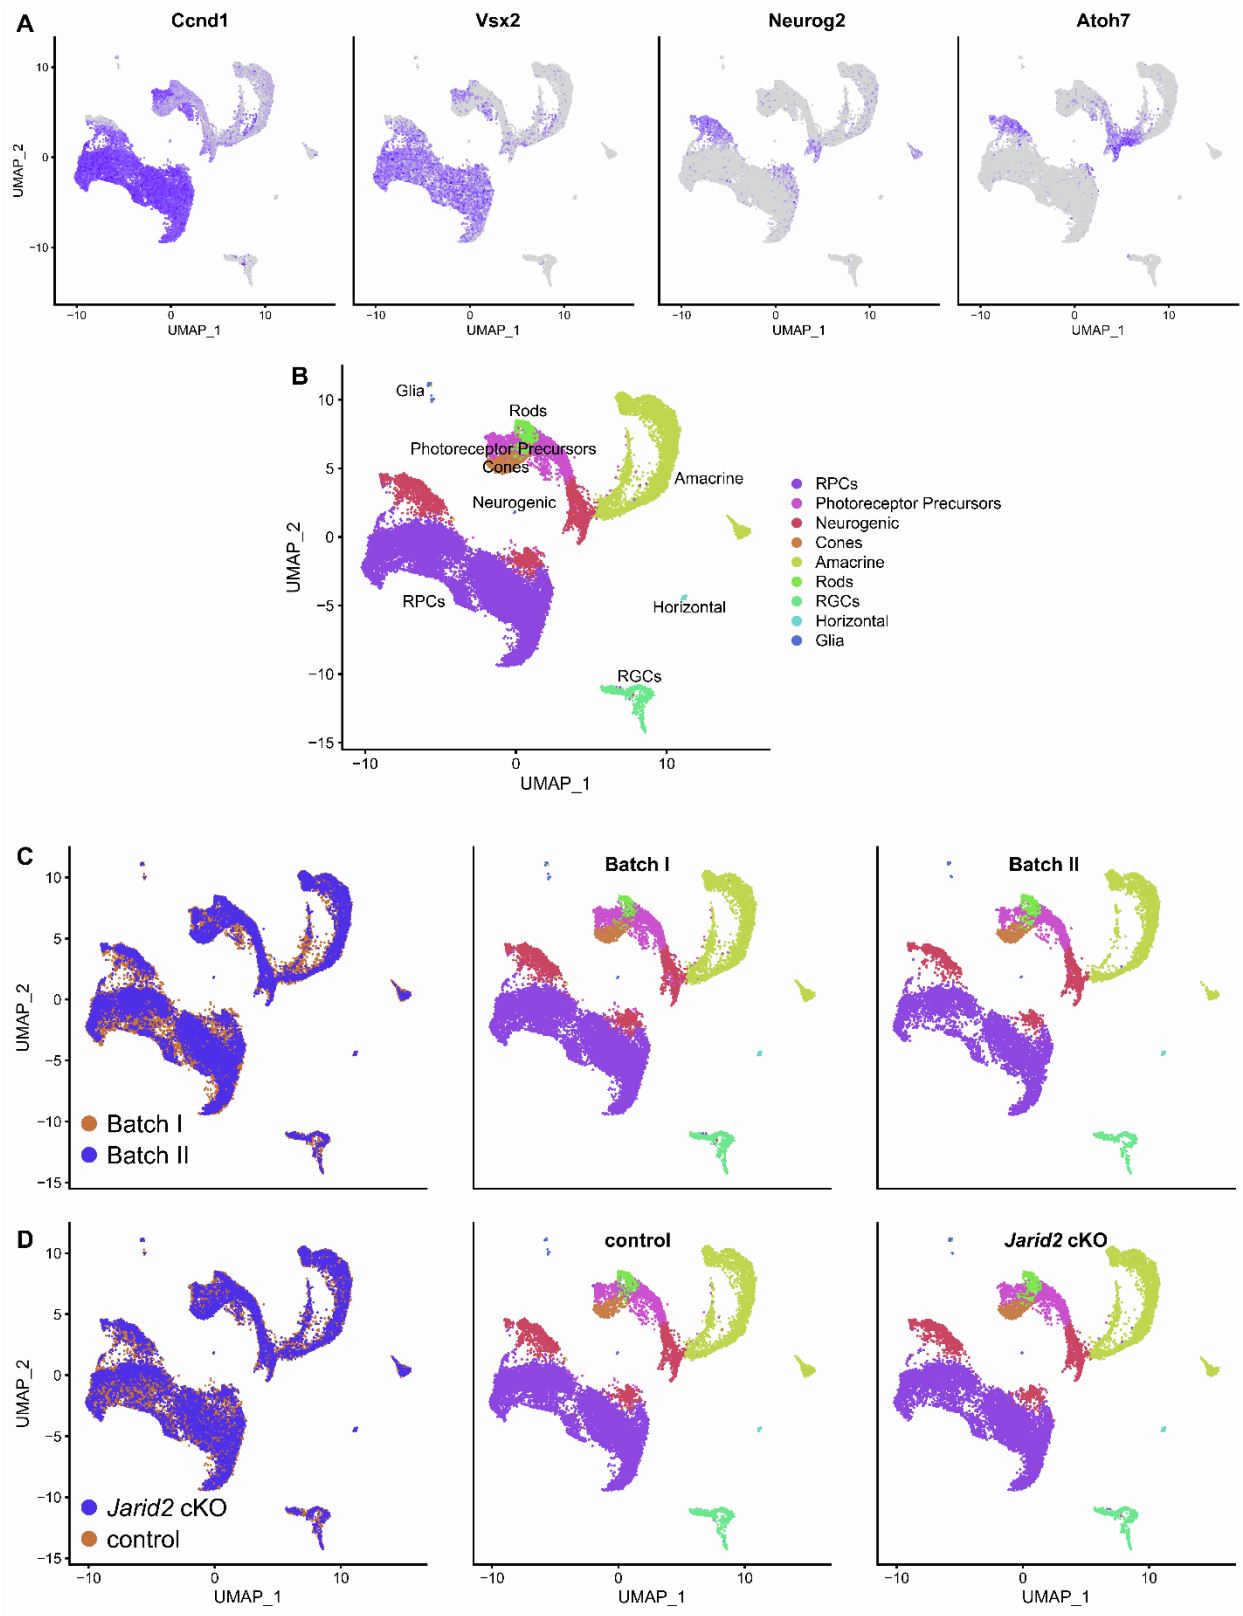 A
Ccnd1
Vsx2
Neurog2
Atoh7
10
0
−10
UMAP_2
−10 0 10
−10 0 10
−10 0 10
−10 0 10
UMAP_1
UMAP_1
UMAP_1
UMAP_1
B
10
5
0
−5
−10
−15
UMAP_2
Glia
Rods
Photoreceptor Precursors
Cones
Neurogenic
Amacrine
RPCs
Horizontal
RGCs
−10 0 10
UMAP_1
RPCs
Photoreceptor Precursors
Neurogenic
Cones
Amacrine
Rods
RGCs
Horizontal
Glia
C
Batch I
Batch II
10
5
0
−5
−10
−15
UMAP_2
Batch I
Batch II
D
control
Jarid2 cKO
10
5
0
−5
−10
−15
UMAP_2
Jarid2 cKO
control
−10 0 10
−10 0 10
−10 0 10
UMAP_1
UMAP_1
UMAP_1